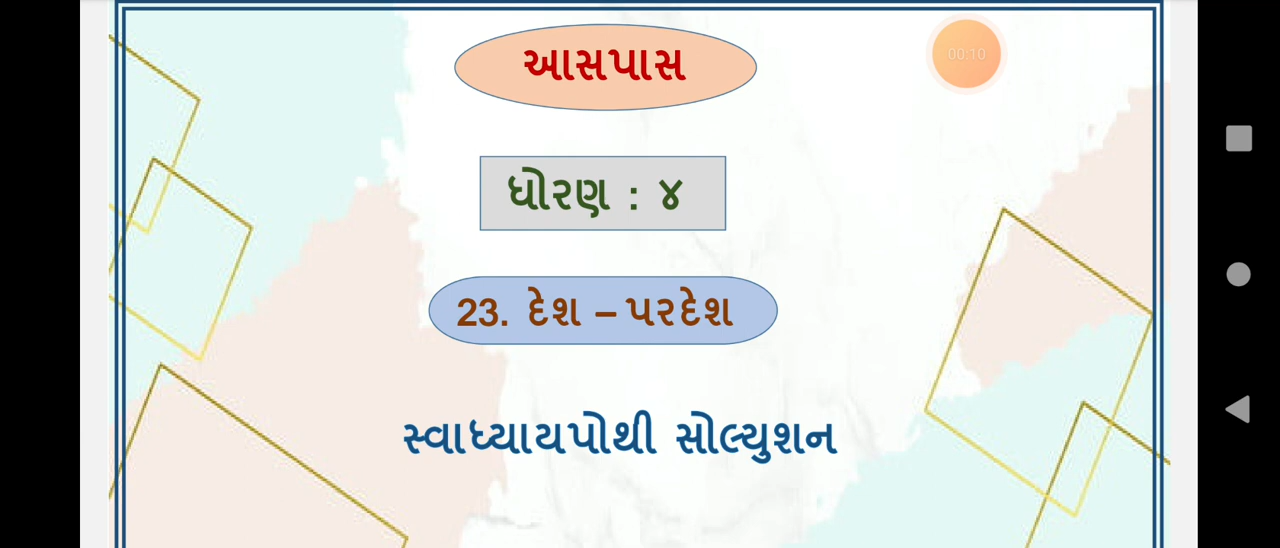 આસપાસ
00:10
ધોરણ : ૪
23. દેશ – પરદેશ
સ્વાધ્યાયપોથી સોલ્યુશન